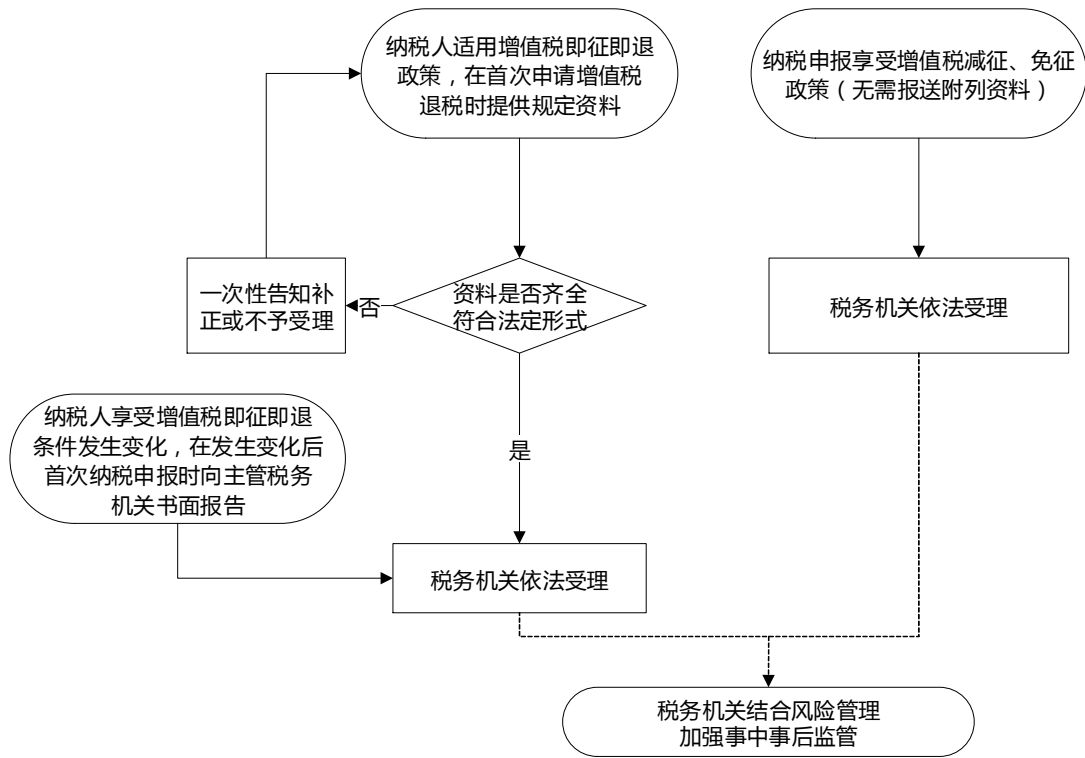 纳税人适用增值税即征即退
政策，在首次申请增值税
退税时提供规定资料
纳税申报享受增值税减征、免征
政策（无需报送附列资料）
一次性告知补
正或不予受理
否
资料是否齐全
符合法定形式
税务机关依法受理
纳税人享受增值税即征即退
条件发生变化，在发生变化后
首次纳税申报时向主管税务
机关书面报告
是
税务机关依法受理
税务机关结合风险管理
加强事中事后监管